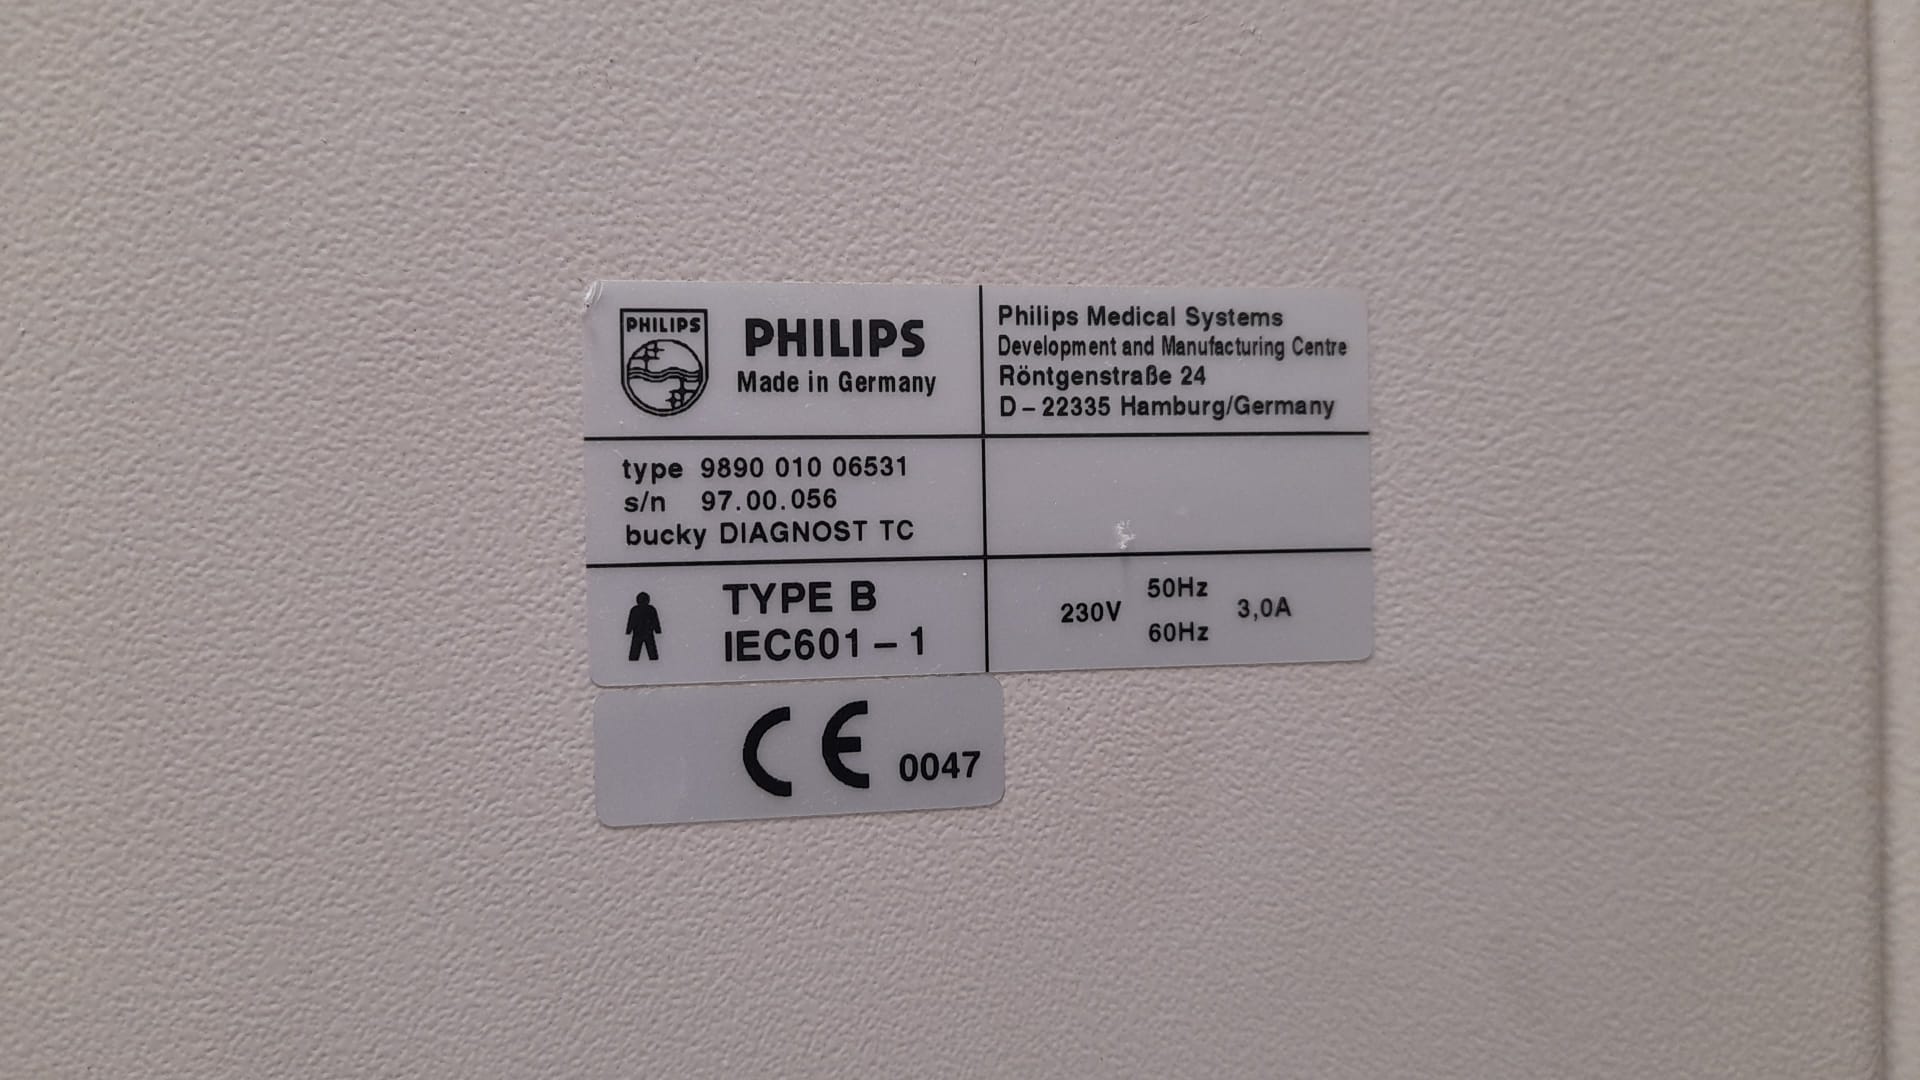 PHILIPS
PHILIPS
Made in Germany
Philips Medical Systems
Development and Manufacturing Centre
Röntgenstraße 24
D – 22335 Hamburg/Germany
type 9890 010 06531
s/n 97.00.056
bucky DIAGNOST TC
TYPE B
IEC601 – 1
230V 50Hz 3,0A
60Hz
CE 0047